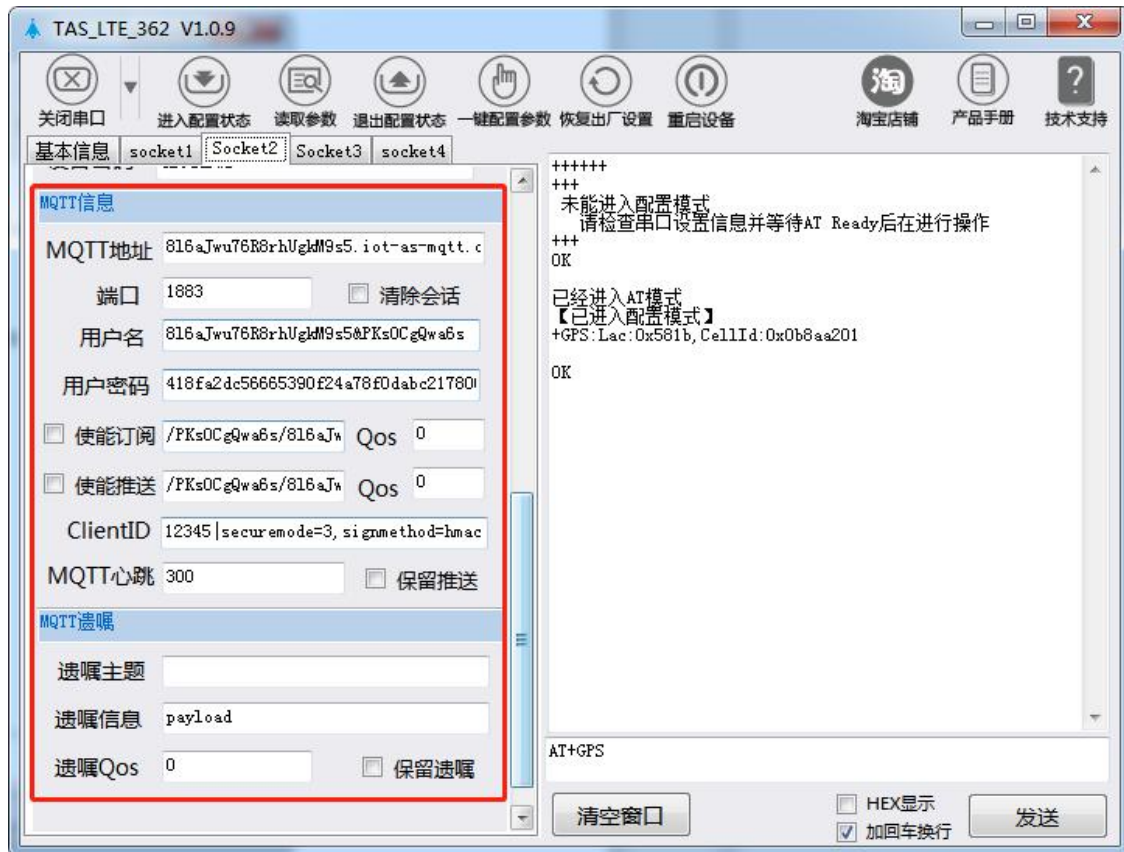 TAS_LTE_362 V1.0.9
关闭串口 进入配置状态 读取参数 退出配置状态 一键配置参数 恢复出厂设置 重启设备 淘宝店铺 产品手册 技术支持
淘
?
基本信息 socket1 Socket2 Socket3 socket4
MQTT信息
MQTT地址 816aJwu76R8rhUgkM9s5.iot-as-mqtt.c
端口 1883 清除会话
用户名 816aJwu76R8rhUgkM9s5&PKsOCgQwa6s
用户密码 418fa2dc56665390f24a78f0dabc21780
使能订阅 /PKsOCgQwa6s/816aJw Qos 0
使能推送 /PKsOCgQwa6s/816aJw Qos 0
ClientID 12345|securemode=3,signmethod=hmac
MQTT心跳 300 保留推送
MQTT遗嘱
遗嘱主题
遗嘱信息 payload
遗嘱Qos 0 保留遗嘱
++++++
+++
未能进入配置模式
请检查串口设置信息并等待AT Ready后在进行操作
+++
OK
已经进入AT模式
【已进入配置模式】
+GPS:Lac:0x581b,CellId:0x0b8aa201
OK
AT+GPS
清空窗口 HEX显示
加回车换行 发送